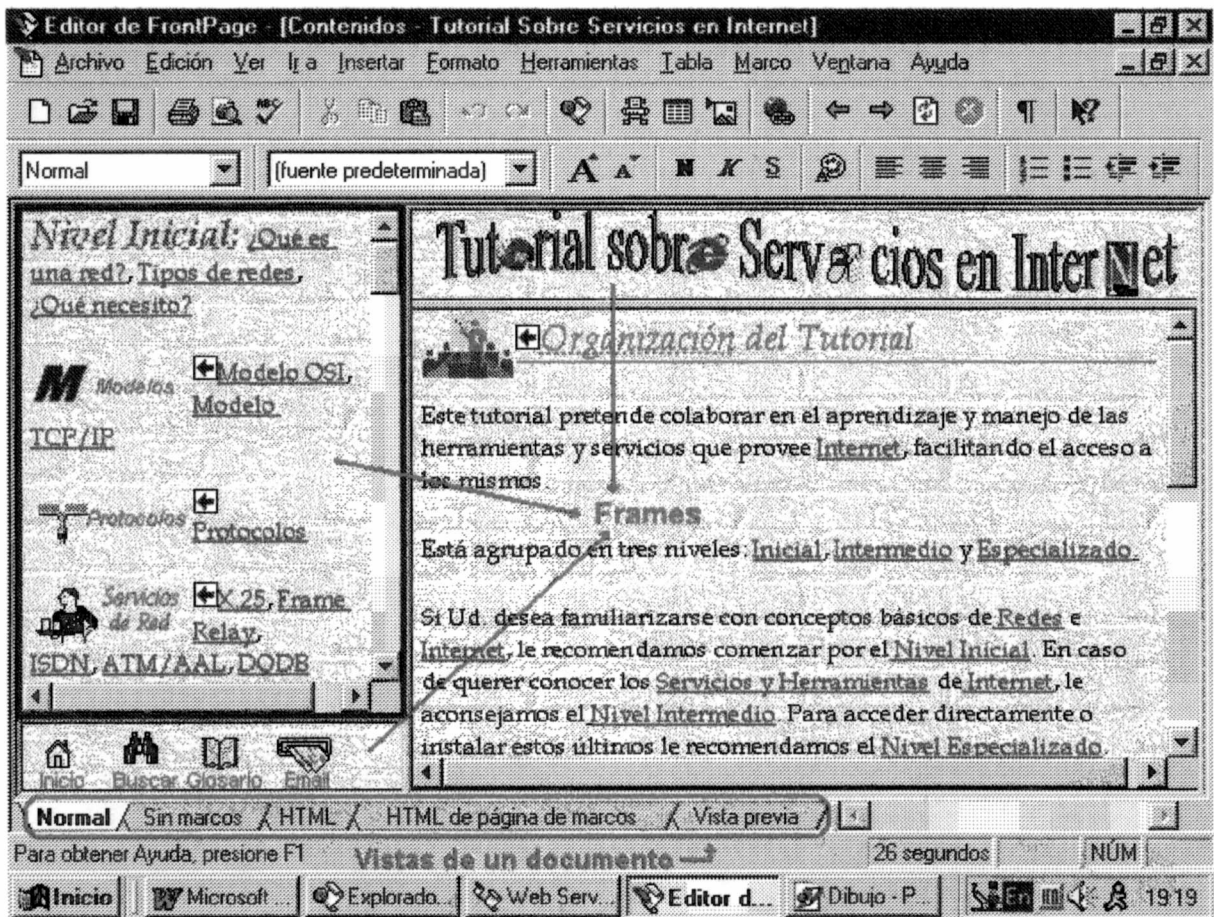 Editor de FrontPage - [Contenidos - Tutorial Sobre Servicios en Internet]
Archivo Edición Ver Ir a Insertar Formato Herramientas Tabla Marco Ventana Ayuda
Normal (fuente predeterminada) A A N K S
Nivel Inicial: ¿Qué es
una red?, Tipos de redes,
¿Qué necesito?
Modelos Modelo OSI,
Modelo
TCP/IP
Protocolos
Protocolos
Servicios
de Red
X.25, Frame
Relay,
ISDN, ATM/AAL, DQDB
Inicio Buscar Glosario Email
Tutorial sobre Servicios en Internet
Organización del Tutorial
Este tutorial pretende colaborar en el aprendizaje y manejo de las
herramientas y servicios que provee Internet, facilitando el acceso a
los mismos.
Frames
Está agrupado en tres niveles: Inicial, Intermedio y Especializado.
Si Ud. desea familiarizarse con conceptos básicos de Redes e
Internet, le recomendamos comenzar por el Nivel Inicial. En caso
de querer conocer los Servicios y Herramientas de Internet, le
aconsejamos el Nivel Intermedio. Para acceder directamente o
instalar estos últimos le recomendamos el Nivel Especializado.
Normal Sin marcos HTML HTML de página de marcos Vista previa
Para obtener Ayuda, presione F1 Vistas de un documento 26 segundos NÚM
Inicio Microsoft ... Explorado... Web Serv... Editor d... Dibujo - P... En 19:19